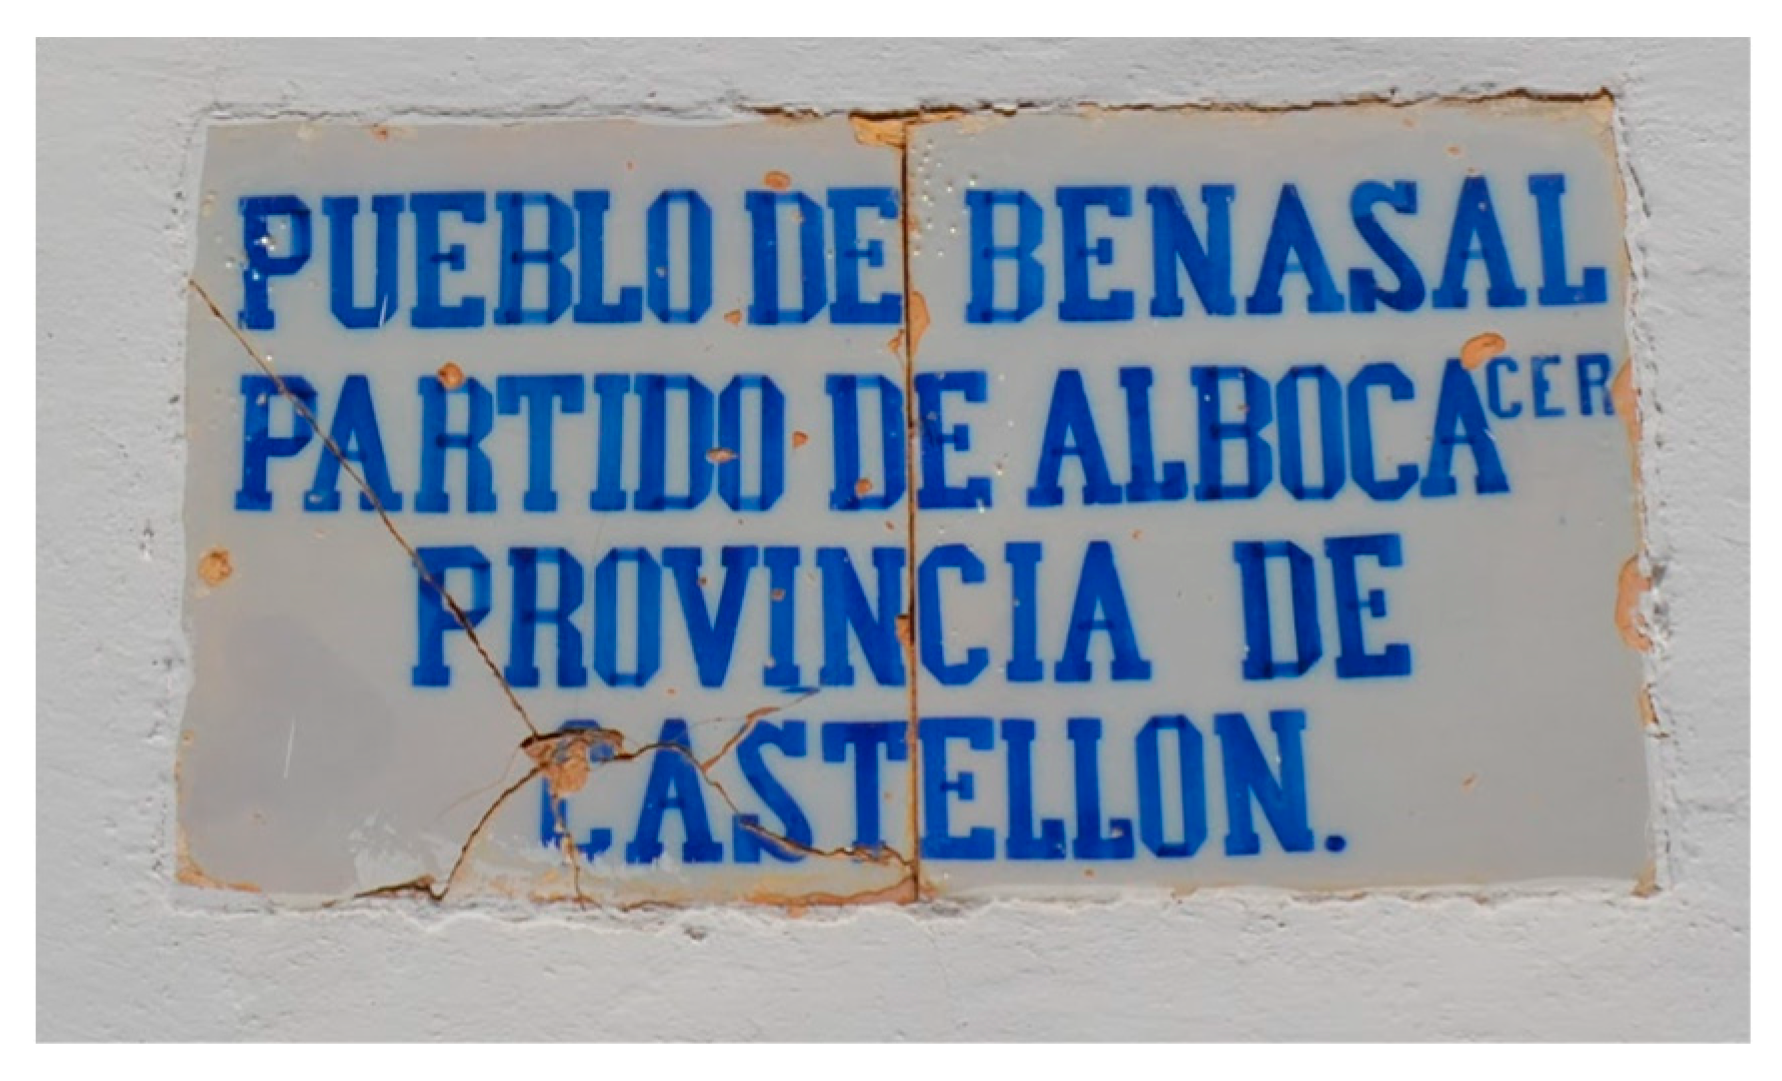 PUEBLO DE BENASAL
PARTIDO DE ALBOCACER
PROVINCIA DE
CASTELLON.